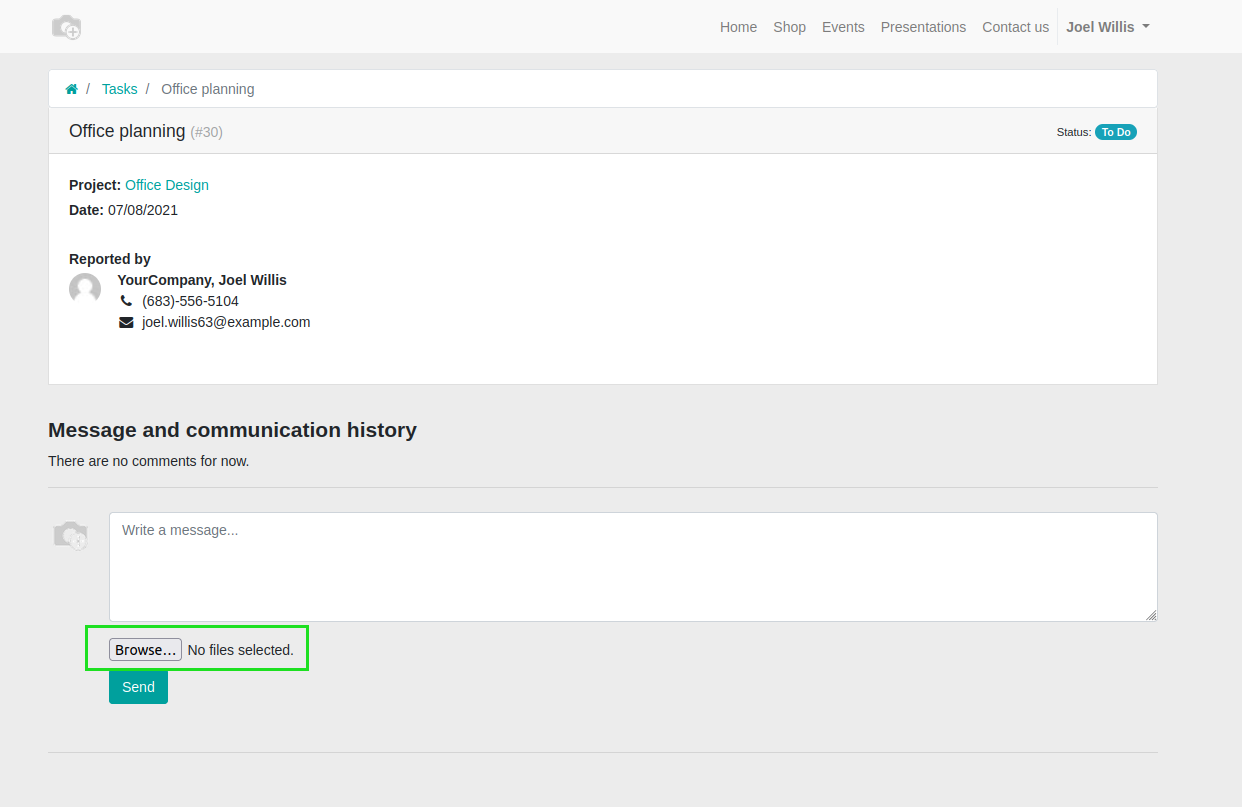 Home Shop Events Presentations Contact us Joel Willis
/ Tasks / Office planning
Office planning (#30) Status: To Do
Project: Office Design
Date: 07/08/2021
Reported by
YourCompany, Joel Willis
(683)-556-5104
joel.willis63@example.com
Message and communication history
There are no comments for now.
Write a message...
Browse... No files selected.
Send